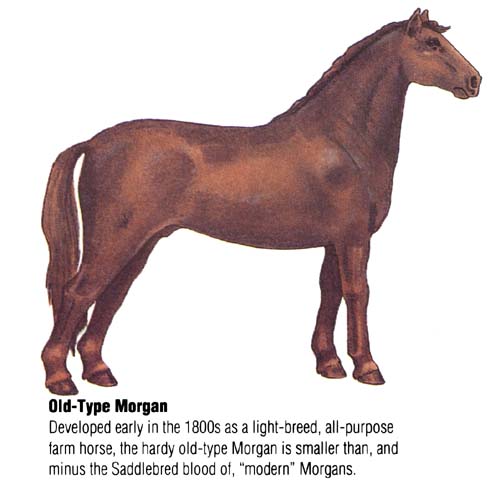 Old-Type Morgan
Developed early in the 1800s as a light-breed, all-purpose
farm horse, the hardy old-type Morgan is smaller than, and
minus the Saddlebred blood of, “modern” Morgans.